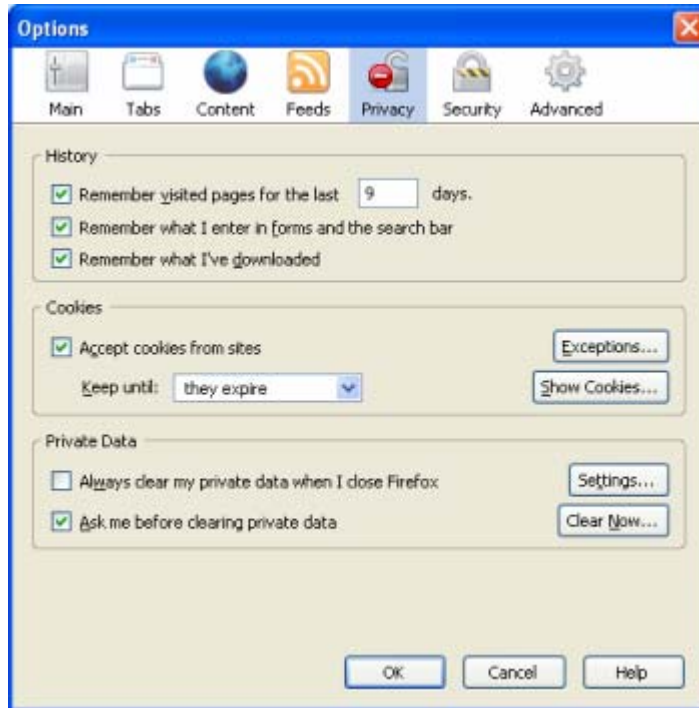 Options
Main Tabs Content Feeds Privacy Security Advanced
History
Remember visited pages for the last 9 days.
Remember what I enter in forms and the search bar
Remember what I've downloaded
Cookies
Accept cookies from sites Exceptions...
Keep until: they expire Show Cookies...
Private Data
Always clear my private data when I close Firefox Settings...
Ask me before clearing private data Clear Now...
OK Cancel Help